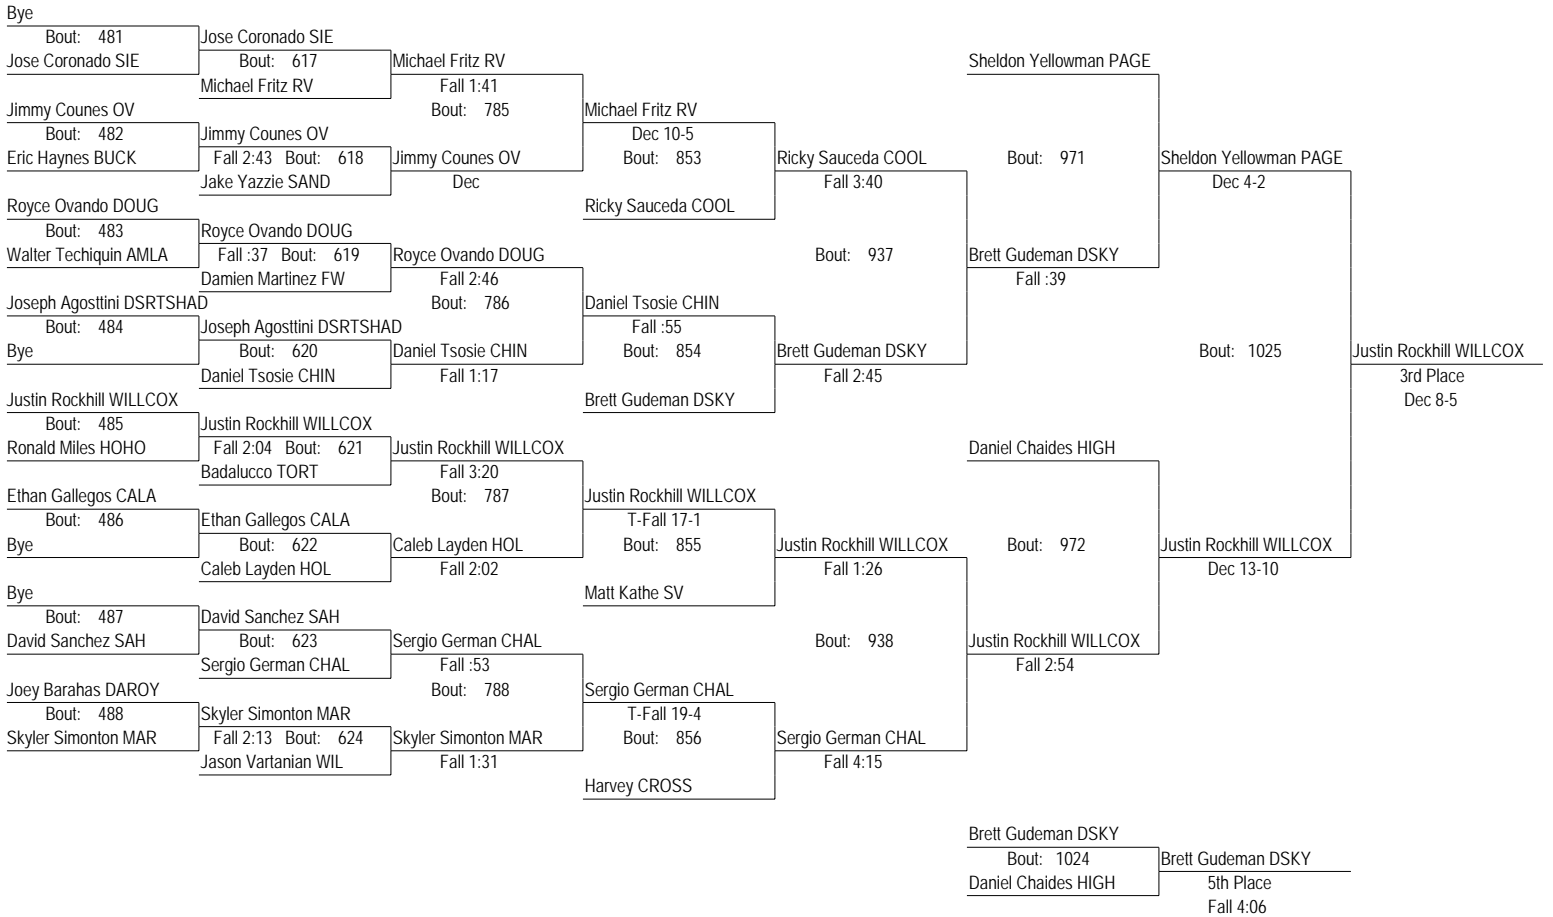 Bye
Bout: 481 Jose Coronado SIE
Jose Coronado SIE Bout: 617 Michael Fritz RV Sheldon Yellowman PAGE
Michael Fritz RV Fall 1:41
Jimmy Counes OV Bout: 785 Michael Fritz RV
Bout: 482 Jimmy Counes OV Dec 10-5
Eric Haynes BUCK Fall 2:43 Bout: 618 Jimmy Counes OV Bout: 853 Ricky Sauceda COOL Bout: 971 Sheldon Yellowman PAGE
Jake Yazzie SAND Dec Fall 3:40 Dec 4-2
Royce Ovando DOUG Ricky Sauceda COOL
Bout: 483 Royce Ovando DOUG
Walter Techiquin AMLA Fall :37 Bout: 619 Royce Ovando DOUG Bout: 937 Brett Gudeman DSKY
Damien Martinez FW Fall 2:46 Fall :39
Joseph Agosttini DSRTSHAD Bout: 786 Daniel Tsosie CHIN
Bout: 484 Joseph Agosttini DSRTSHAD Fall :55
Bye Bout: 620 Daniel Tsosie CHIN Bout: 854 Brett Gudeman DSKY Bout: 1025 Justin Rockhill WILLCOX
Daniel Tsosie CHIN Fall 1:17 Fall 2:45 3rd Place
Justin Rockhill WILLCOX Brett Gudeman DSKY Dec 8-5
Bout: 485 Justin Rockhill WILLCOX
Ronald Miles HOHO Fall 2:04 Bout: 621 Justin Rockhill WILLCOX Daniel Chaides HIGH
Badalucco TORT Fall 3:20
Ethan Gallegos CALA Bout: 787 Justin Rockhill WILLCOX
Bout: 486 Ethan Gallegos CALA T-Fall 17-1
Bye Bout: 622 Caleb Layden HOL Bout: 855 Justin Rockhill WILLCOX Bout: 972 Justin Rockhill WILLCOX
Caleb Layden HOL Fall 2:02 Fall 1:26 Dec 13-10
Bye Matt Kathe SV
Bout: 487 David Sanchez SAH
David Sanchez SAH Bout: 623 Sergio German CHAL Bout: 938 Justin Rockhill WILLCOX
Sergio German CHAL Fall :53 Fall 2:54
Joey Barahas DAROY Bout: 788 Sergio German CHAL
Bout: 488 Skyler Simonton MAR T-Fall 19-4
Skyler Simonton MAR Fall 2:13 Bout: 624 Skyler Simonton MAR Bout: 856 Sergio German CHAL
Jason Vartanian WIL Fall 1:31 Fall 4:15
Harvey CROSS
Brett Gudeman DSKY
Bout: 1024 Brett Gudeman DSKY
Daniel Chaides HIGH 5th Place
Fall 4:06